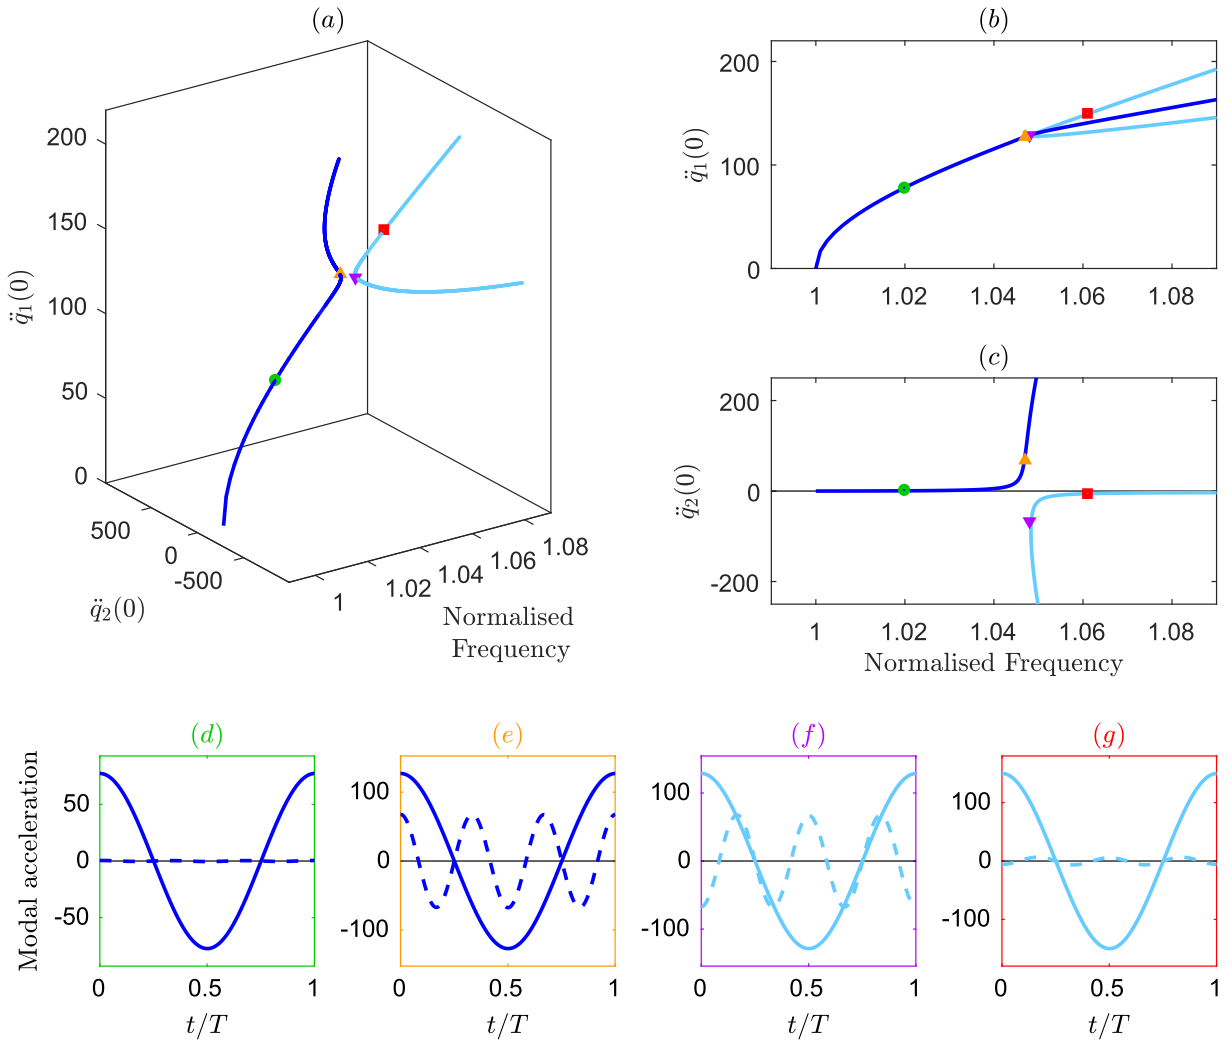 (a)
200
150
100
50
0
q̈₁(0)
500
0
-500
q̈₂(0)
1
1.02
1.04
1.06
1.08
Normalised
Frequency
(b)
200
100
0
q̈₁(0)
1
1.02
1.04
1.06
1.08
(c)
200
0
-200
q̈₂(0)
1
1.02
1.04
1.06
1.08
Normalised Frequency
Modal acceleration
(d)
50
0
-50
0
0.5
1
t/T
(e)
100
0
-100
0
0.5
1
t/T
(f)
100
0
-100
0
0.5
1
t/T
(g)
100
0
-100
0
0.5
1
t/T